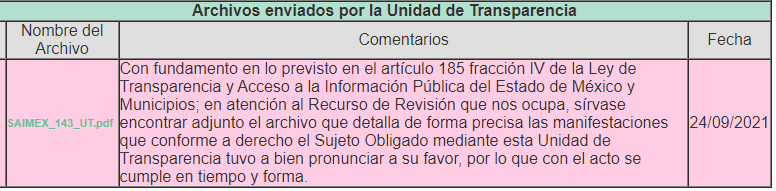 Archivos enviados por la Unidad de Transparencia
Nombre del
Archivo
Comentarios
Fecha
SAIMEX_143_UT.pdf
Con fundamento en lo previsto en el artículo 185 fracción IV de la Ley de
Transparencia y Acceso a la Información Pública del Estado de México y
Municipios; en atención al Recurso de Revisión que nos ocupa, sírvase
encontrar adjunto el archivo que detalla de forma precisa las manifestaciones
que conforme a derecho el Sujeto Obligado mediante esta Unidad de
Transparencia tuvo a bien pronunciar a su favor, por lo que con el acto se
cumple en tiempo y forma.
24/09/2021